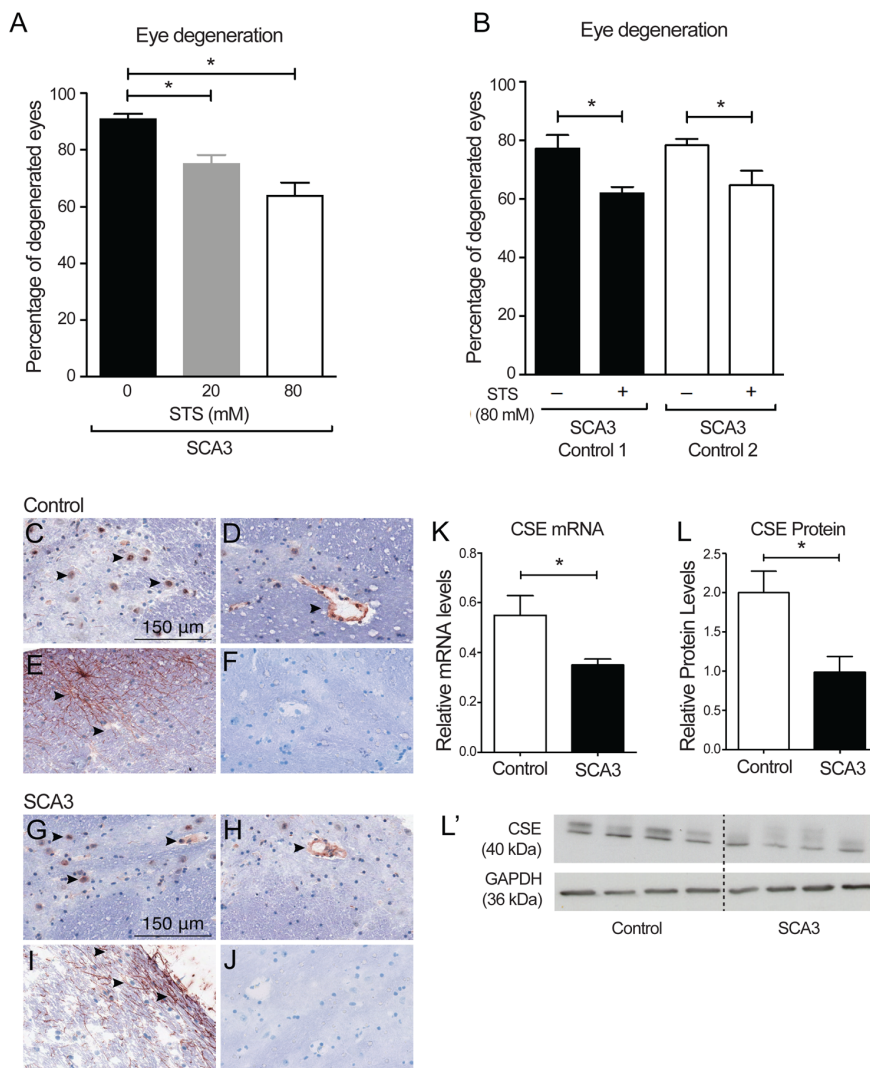 A
Eye degeneration
*
*
Percentage of degenerated eyes
100
80
60
40
20
0
0 20 80
STS (mM)
SCA3
B
Eye degeneration
*
*
Percentage of degenerated eyes
100
80
60
40
20
0
STS
(80 mM)
– + – +
SCA3
Control 1
SCA3
Control 2
Control
C
150 µm
D
E
F
SCA3
G
150 µm
H
I
J
K
CSE mRNA
*
Relative mRNA levels
0.8
0.6
0.4
0.2
0.0
Control SCA3
L
CSE Protein
*
Relative Protein Levels
2.5
2.0
1.5
1.0
0.5
0.0
Control SCA3
L'
CSE
(40 kDa)
GAPDH
(36 kDa)
Control SCA3